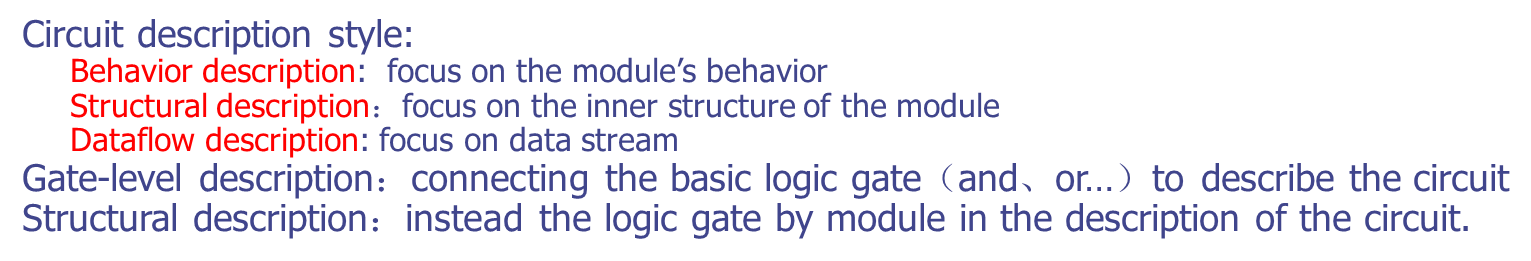 Circuit description style:
Behavior description: focus on the module’s behavior
Structural description：focus on the inner structure of the module
Dataflow description: focus on data stream
Gate-level description：connecting the basic logic gate（and、or…）to describe the circuit
Structural description：instead the logic gate by module in the description of the circuit.